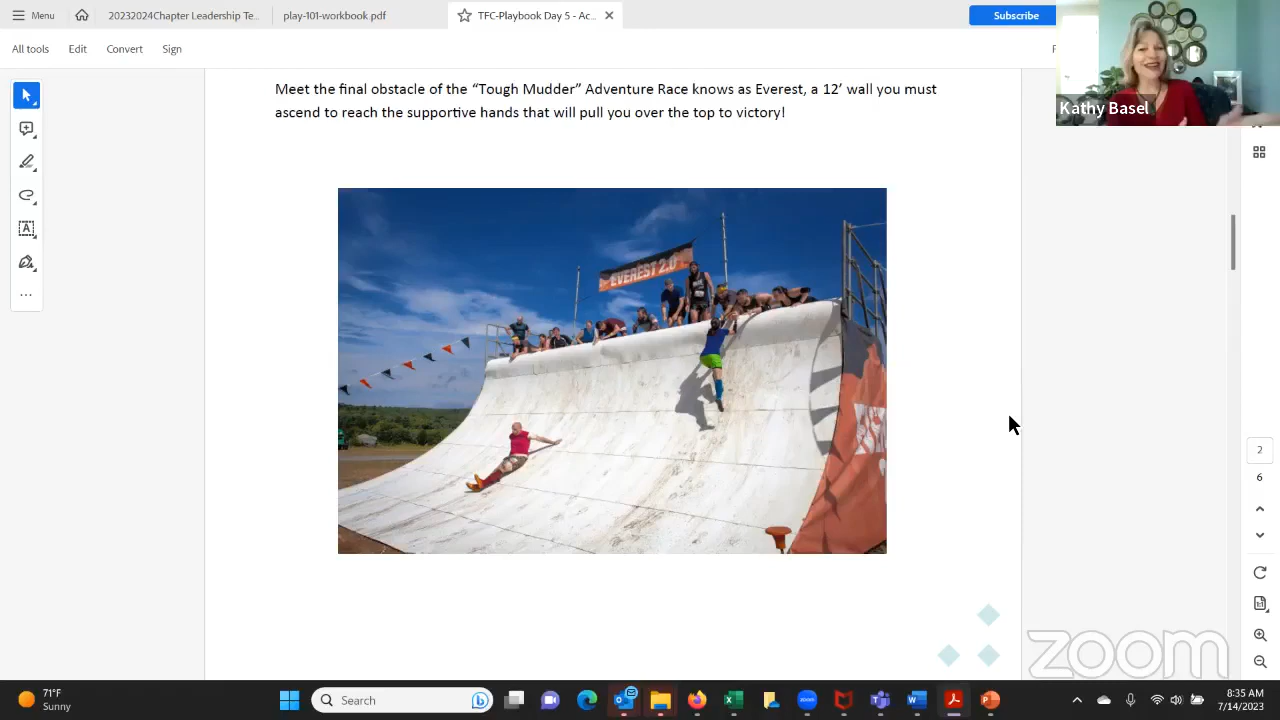 Menu
20232024Chapter Leadership Te...
play-101-workbook pdf
TFC-Playbook Day 5 - Ac...
Subscribe
All tools
Edit
Convert
Sign
Kathy Basel
Meet the final obstacle of the “Tough Mudder” Adventure Race knows as Everest, a 12’ wall you must
ascend to reach the supportive hands that will pull you over the top to victory!
EVEREST 2.0
2
6
zoom
71°F
Sunny
Search
8:35 AM
7/14/2023